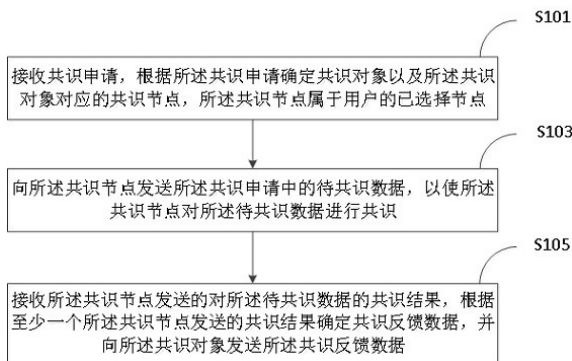 S101
接收共识申请，根据所述共识申请确定共识对象以及所述共识
对象对应的共识节点，所述共识节点属于用户的已选择节点
S103
向所述共识节点发送所述共识申请中的待共识数据，以使所述
共识节点对所述待共识数据进行共识
S105
接收所述共识节点发送的对所述待共识数据的共识结果，根据
至少一个所述共识节点发送的共识结果确定共识反馈数据，并
向所述共识对象发送所述共识反馈数据